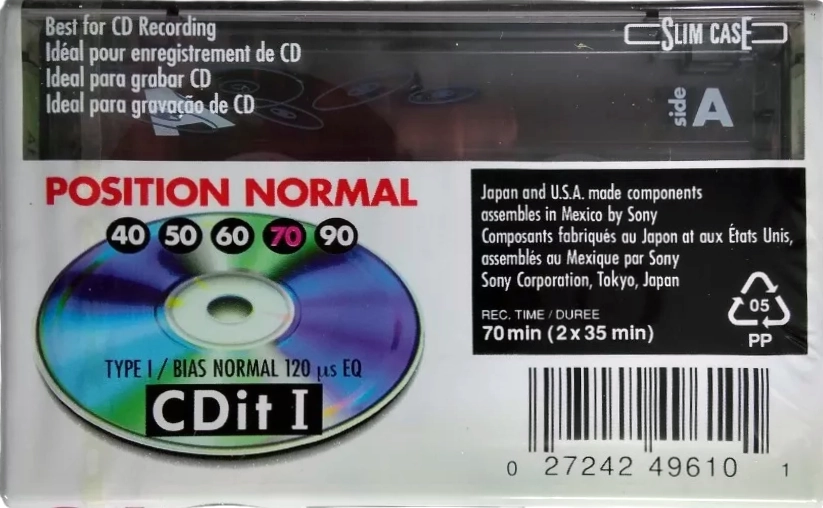 Best for CD Recording
Idéal pour enregistrement de CD
Ideal para grabar CD
Ideal para gravação de CD
SLIM CASE
side A
POSITION NORMAL
40 50 60 70 90
TYPE I / BIAS NORMAL 120 µs EQ
CDit I
Japan and U.S.A. made components
assembles in Mexico by Sony
Composants fabriqués au Japon at aux États Unis,
assemblés au Mexique par Sony
Sony Corporation, Tokyo, Japan
REC. TIME / DUREE
70 min (2 x 35 min)
05
PP
0 27242 49610 1